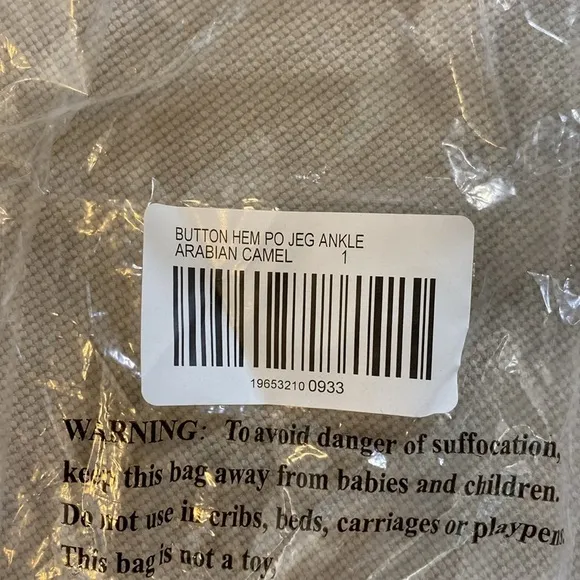 BUTTON HEM PO JEG ANKLE
ARABIAN CAMEL 1
19653210 0933
WARNING: To avoid danger of suffocation,
keep this bag away from babies and children.
Do not use in cribs, beds, carriages or playpens.
This bag is not a toy,